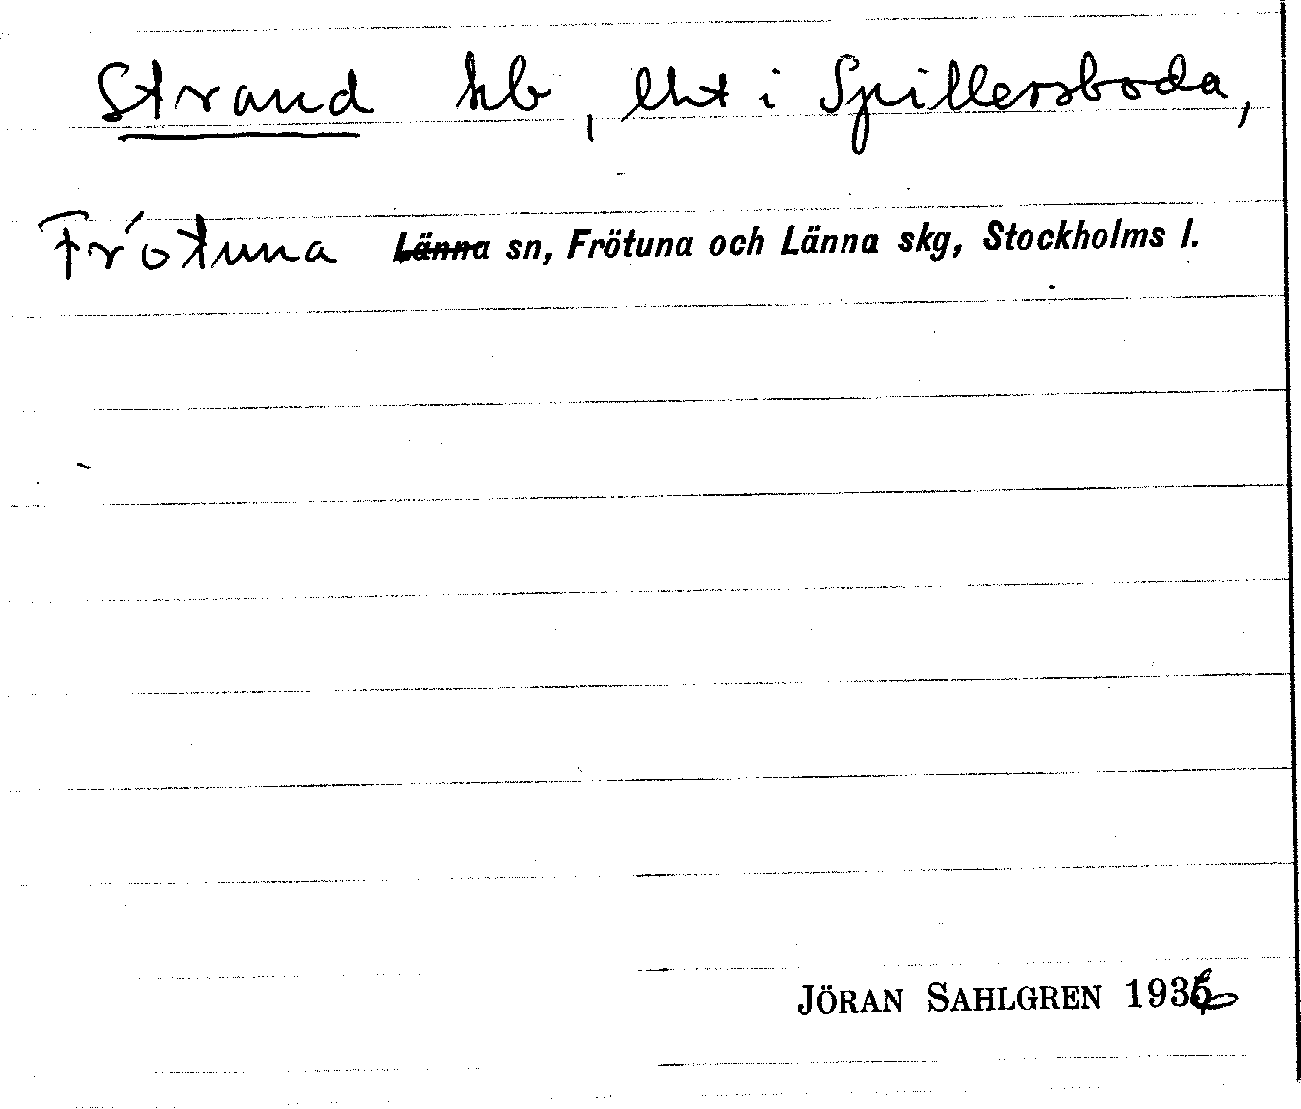 Strand hb, lht i Spillersboda,
Frötuna Länna sn, Frötuna och Länna skg, Stockholms l.
JÖRAN SAHLGREN 1936